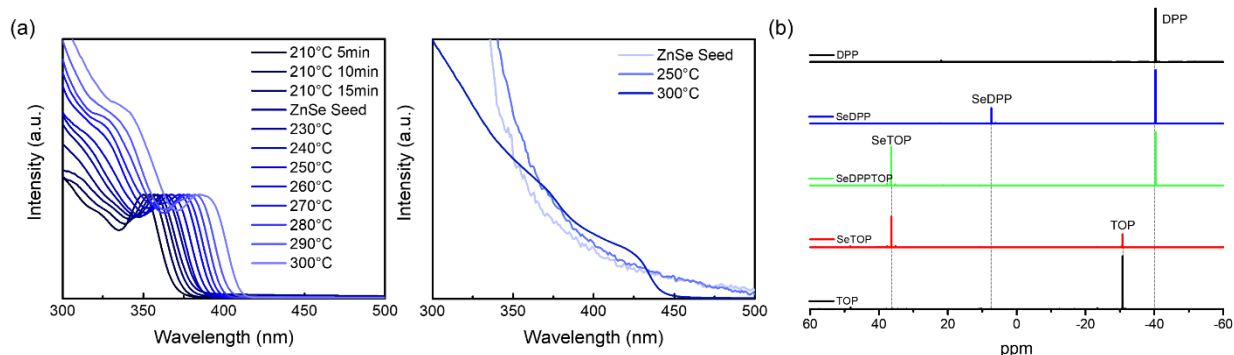 (a)
Intensity (a.u.)
210°C 5min
210°C 10min
210°C 15min
ZnSe Seed
230°C
240°C
250°C
260°C
270°C
280°C
290°C
300°C
300 350 400 450 500
Wavelength (nm)
Intensity (a.u.)
ZnSe Seed
250°C
300°C
300 350 400 450 500
Wavelength (nm)
(b)
DPP
DPP
SeDPP
SeDPP
SeTOP
SeDPPTOP
TOP
SeTOP
TOP
60 40 20 0 -20 -40 -60
ppm